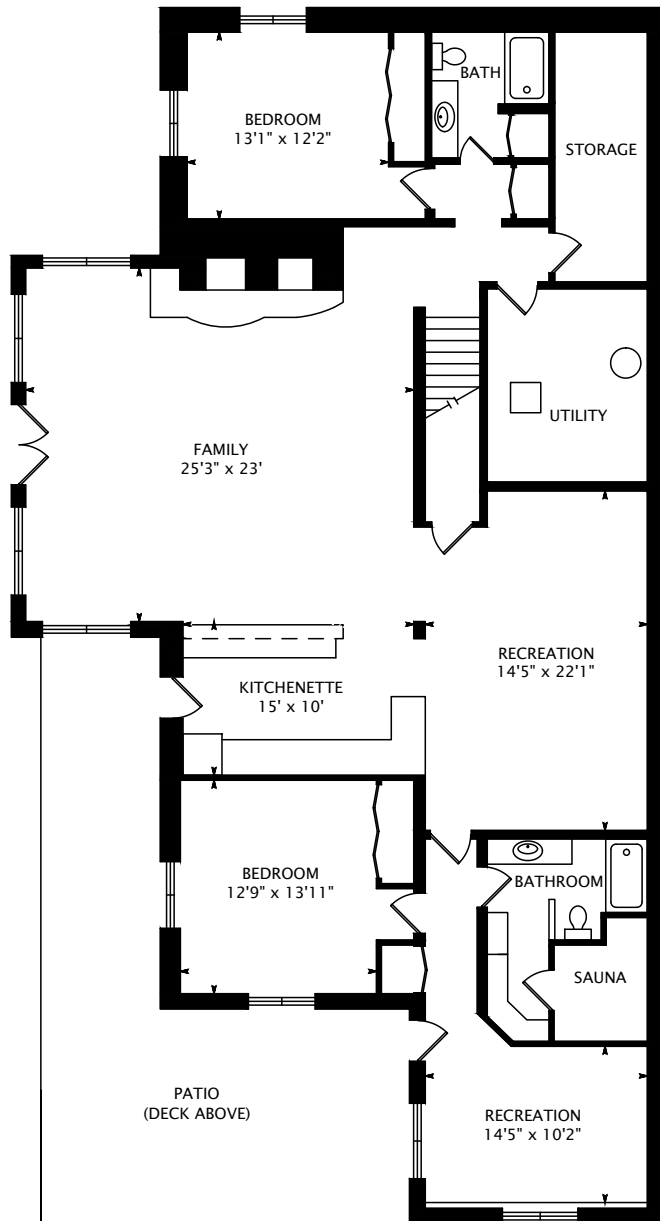 BATH
BEDROOM
13'1" x 12'2"
STORAGE
UTILITY
FAMILY
25'3" x 23'
RECREATION
14'5" x 22'1"
KITCHENETTE
15' x 10'
BEDROOM
12'9" x 13'11"
BATHROOM
SAUNA
PATIO
(DECK ABOVE)
RECREATION
14'5" x 10'2"